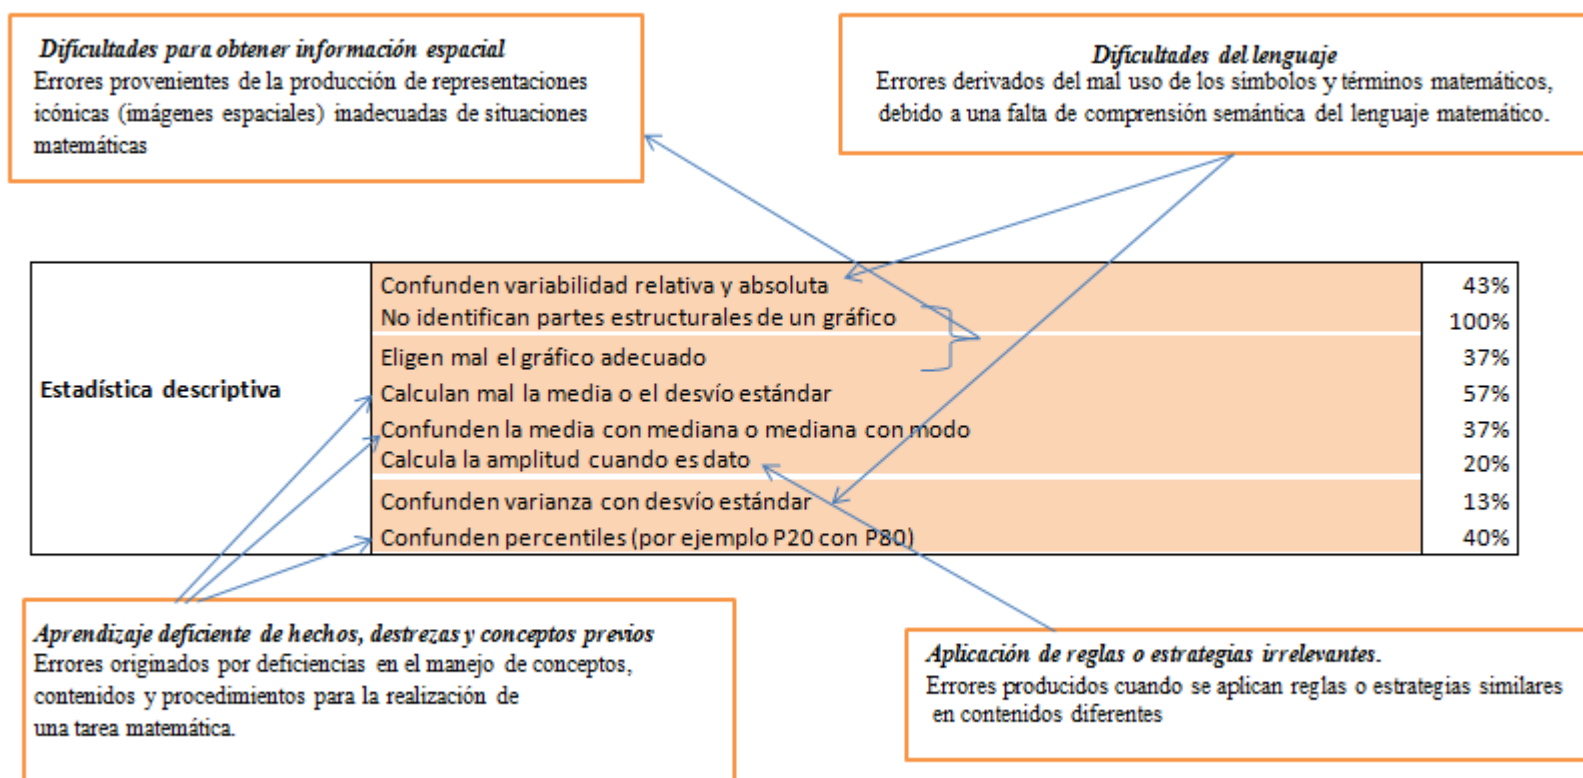 Dificultades para obtener información espacial
Errores provenientes de la producción de representaciones
icónicas (imágenes espaciales) inadecuadas de situaciones
matemáticas
Dificultades del lenguaje
Errores derivados del mal uso de los símbolos y términos matemáticos,
debido a una falta de comprensión semántica del lenguaje matemático.
Estadística descriptiva
Confunden variabilidad relativa y absoluta 43%
No identifican partes estructurales de un gráfico 100%
Eligen mal el gráfico adecuado 37%
Calculan mal la media o el desvío estándar 57%
Confunden la media con mediana o mediana con modo 37%
Calcula la amplitud cuando es dato 20%
Confunden varianza con desvío estándar 13%
Confunden percentiles (por ejemplo P20 con P80) 40%
Aprendizaje deficiente de hechos, destrezas y conceptos previos
Errores originados por deficiencias en el manejo de conceptos,
contenidos y procedimientos para la realización de
una tarea matemática.
Aplicación de reglas o estrategias irrelevantes.
Errores producidos cuando se aplican reglas o estrategias similares
en contenidos diferentes